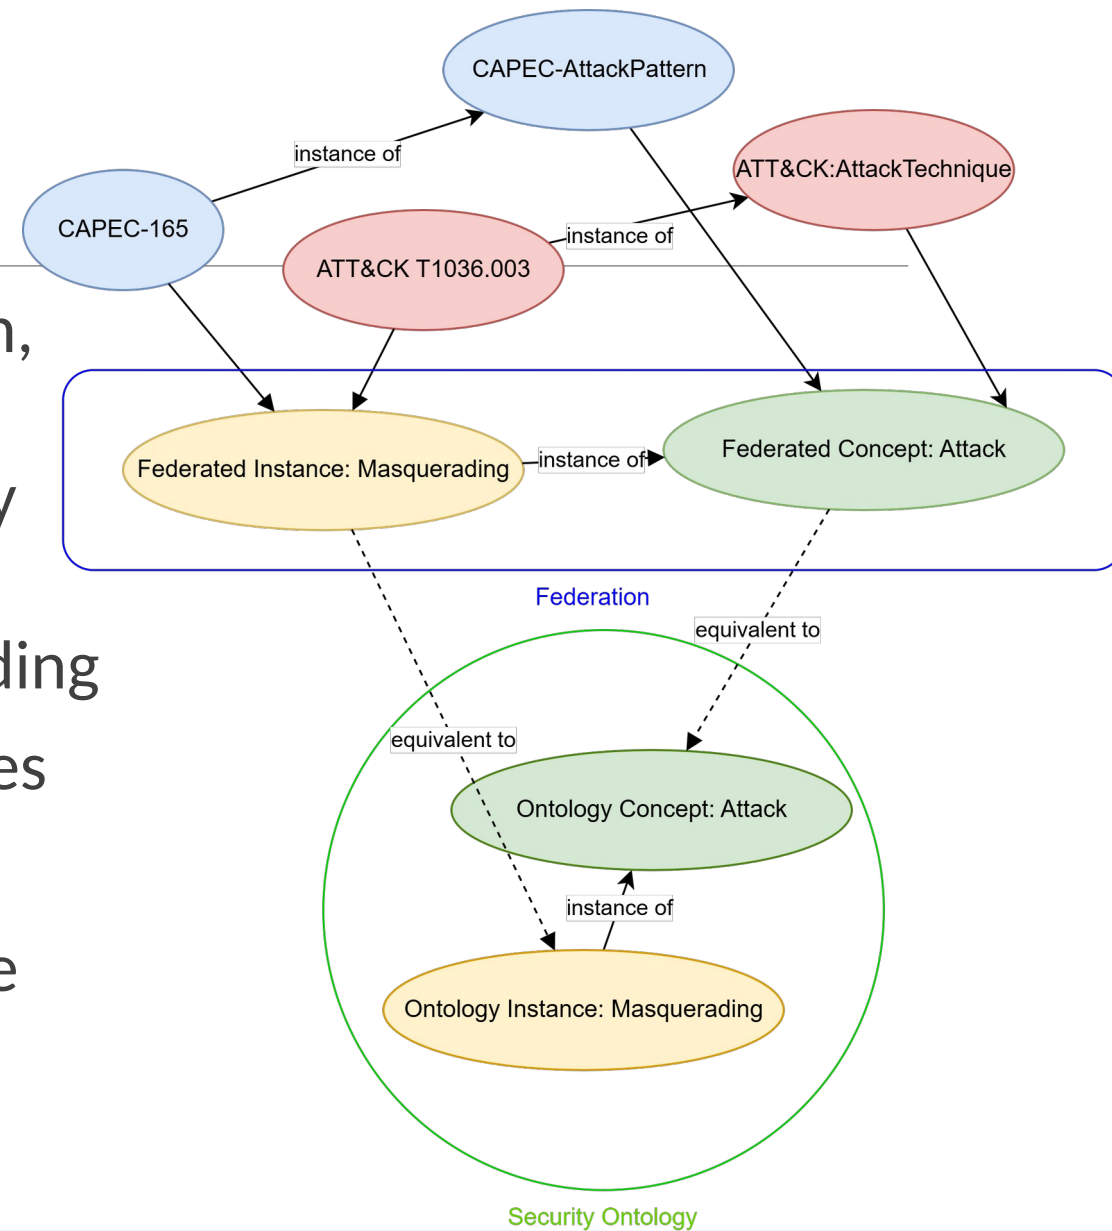 CAPEC-AttackPattern
instance of
ATT&CK:AttackTechnique
CAPEC-165
instance of
ATT&CK T1036.003
n,
Federated Instance: Masquerading
instance of
Federated Concept: Attack
y
Federation
equivalent to
ding
equivalent to
es
Ontology Concept: Attack
instance of
e
Ontology Instance: Masquerading
Security Ontology